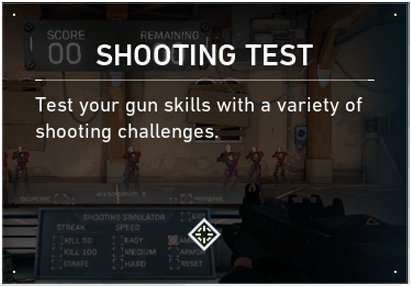 SCORE REMAINING
00
SHOOTING TEST
Test your gun skills with a variety of
shooting challenges.
SHOOTING SIMULATOR
STREAK SPEED
KILL 50 EASY
KILL 100 MEDIUM ARMOR
STRAFE HARD RESET